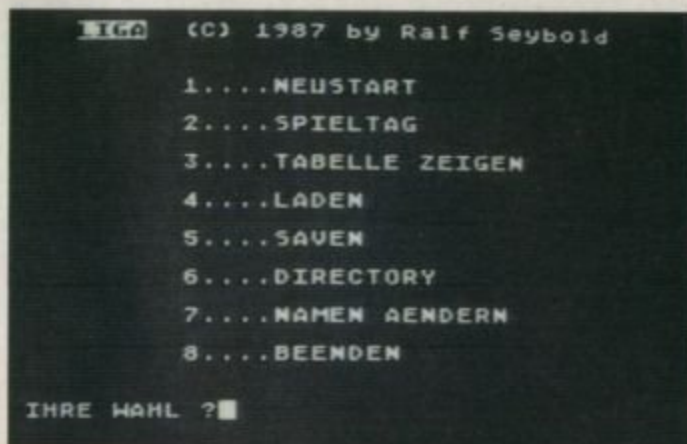 LIGA (C) 1987 by Ralf Seybold
1....NEUSTART
2....SPIELTAG
3....TABELLE ZEIGEN
4....LADEN
5....SAVEN
6....DIRECTORY
7....NAMEN AENDERN
8....BEENDEN
IHRE WAHL ?